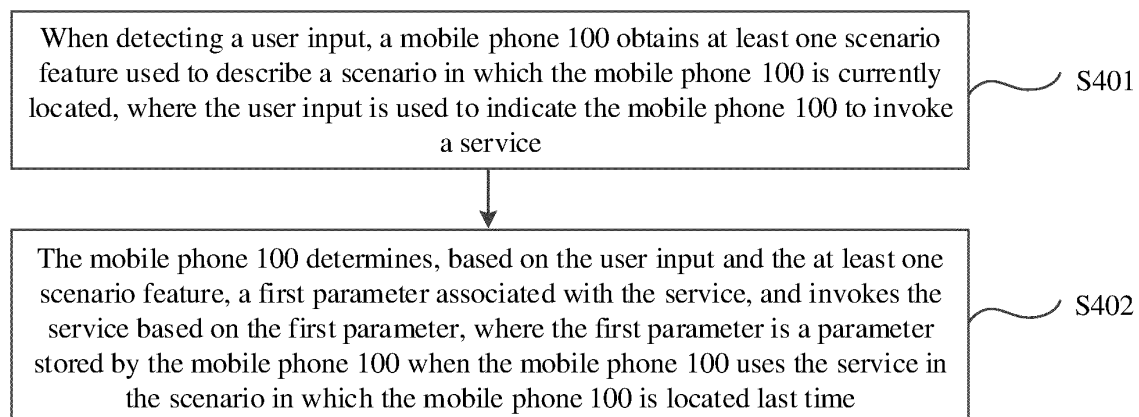 When detecting a user input, a mobile phone 100 obtains at least one scenario
feature used to describe a scenario in which the mobile phone 100 is currently
located, where the user input is used to indicate the mobile phone 100 to invoke
a service
S401
The mobile phone 100 determines, based on the user input and the at least one
scenario feature, a first parameter associated with the service, and invokes the
service based on the first parameter, where the first parameter is a parameter
stored by the mobile phone 100 when the mobile phone 100 uses the service in
the scenario in which the mobile phone 100 is located last time
S402